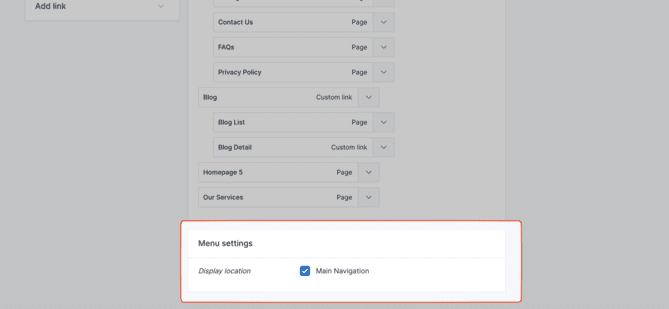 Add link
Contact Us Page
FAQs Page
Privacy Policy Page
Blog Custom link
Blog List Page
Blog Detail Custom link
Homepage 5 Page
Our Services Page
Menu settings
Display location Main Navigation